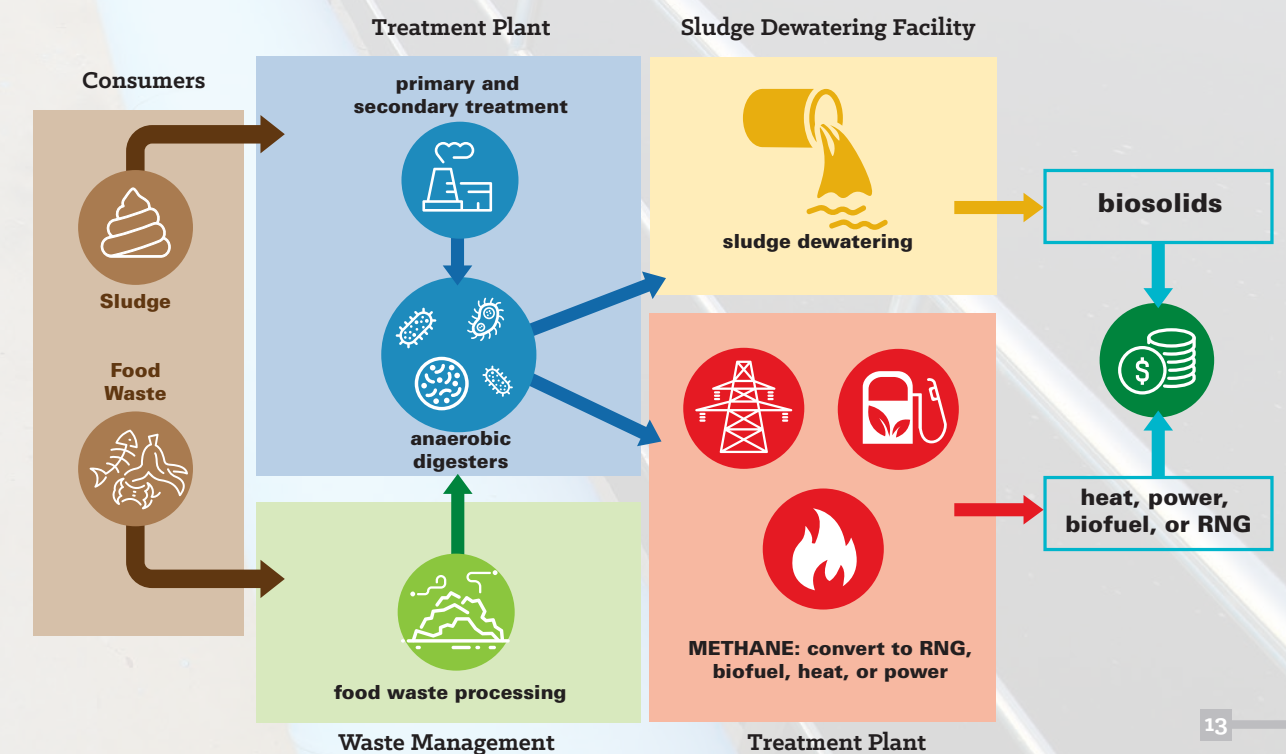 Treatment Plant
Sludge Dewatering Facility
Consumers
primary and
secondary treatment
Sludge
Food
Waste
anaerobic
digesters
food waste processing
Waste Management
sludge dewatering
$
METHANE: convert to RNG,
biofuel, heat, or power
Treatment Plant
biosolids
heat, power,
biofuel, or RNG
13